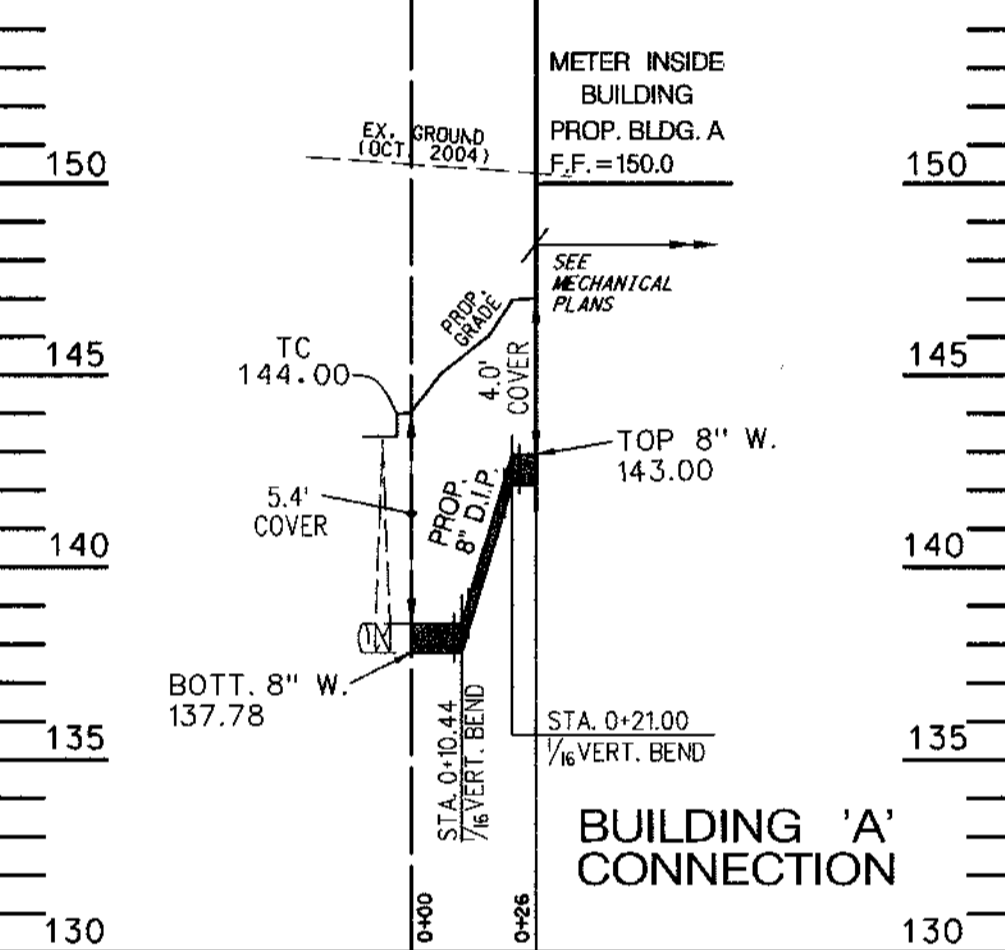 METER INSIDE
BUILDING
PROP. BLDG. A
F.F. = 150.0
EX. GROUND
(OCT. 2004)
150
150
SEE
MECHANICAL
PLANS
PROP.
GRADE
TC
144.00
145
145
4.0'
COVER
TOP 8" W.
143.00
5.4'
COVER
PROP.
8" D.I.P.
140
140
BOTT. 8" W.
137.78
STA. 0+10.44
1/16 VERT. BEND
STA. 0+21.00
1/16 VERT. BEND
135
135
BUILDING 'A'
CONNECTION
0+00
0+26
130
130